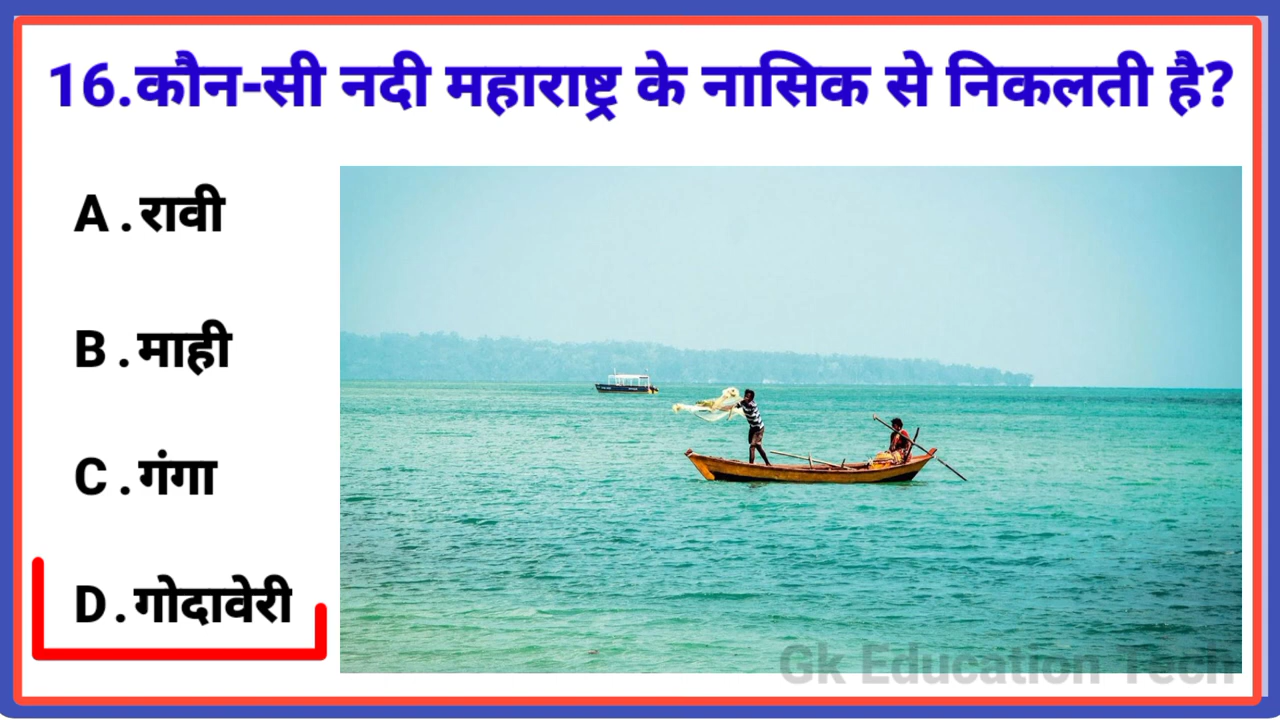 16.कौन-सी नदी महाराष्ट्र के नासिक से निकलती है?
A.रावी
B.माही
C.गंगा
D.गोदावेरी
Gk Education Tech